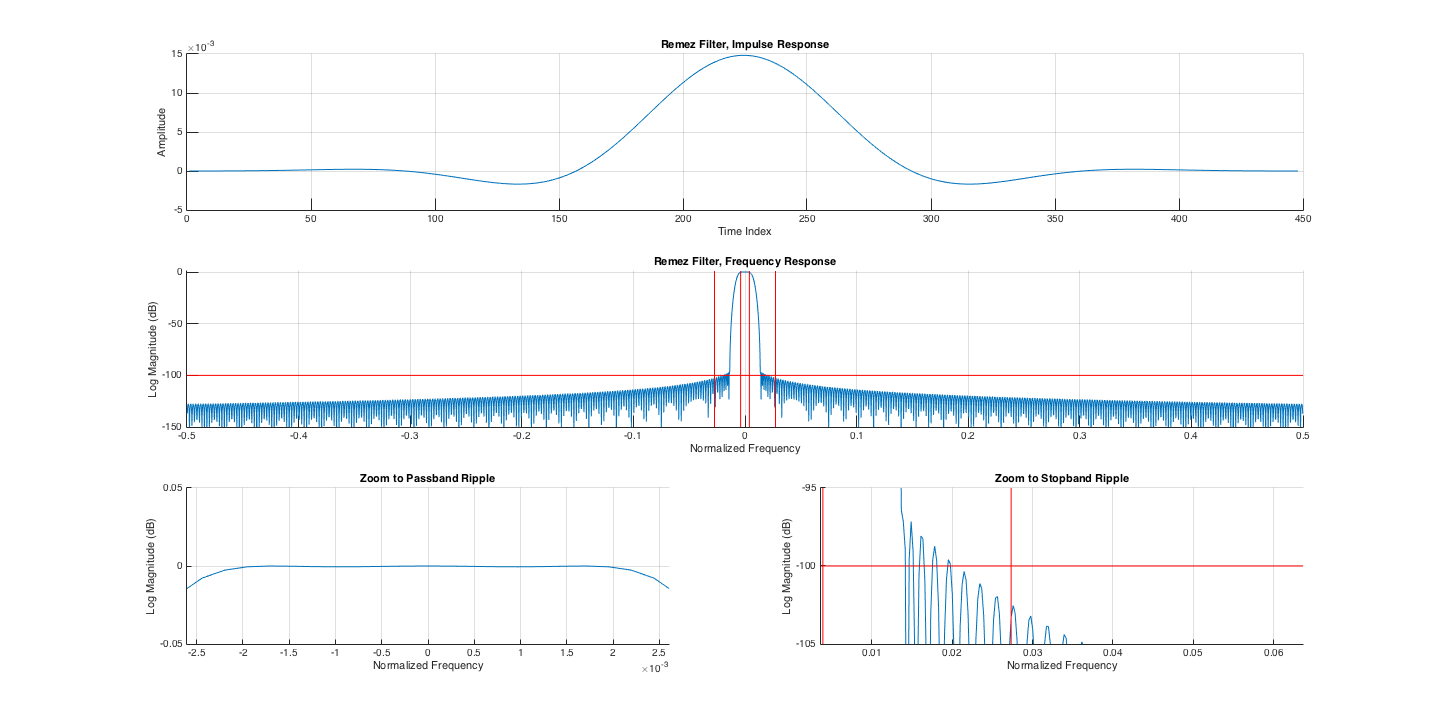 Remez Filter, Impulse Response
×10-3
15
10
5
0
-5
Amplitude
0 50 100 150 200 250 300 350 400 450
Time Index
Remez Filter, Frequency Response
0
-50
-100
-150
Log Magnitude (dB)
-0.5 -0.4 -0.3 -0.2 -0.1 0 0.1 0.2 0.3 0.4 0.5
Normalized Frequency
Zoom to Passband Ripple
0.05
0
-0.05
Log Magnitude (dB)
-2.5 -2 -1.5 -1 -0.5 0 0.5 1 1.5 2 2.5
Normalized Frequency
×10-3
Zoom to Stopband Ripple
-95
-100
-105
Log Magnitude (dB)
0.01 0.02 0.03 0.04 0.05 0.06
Normalized Frequency